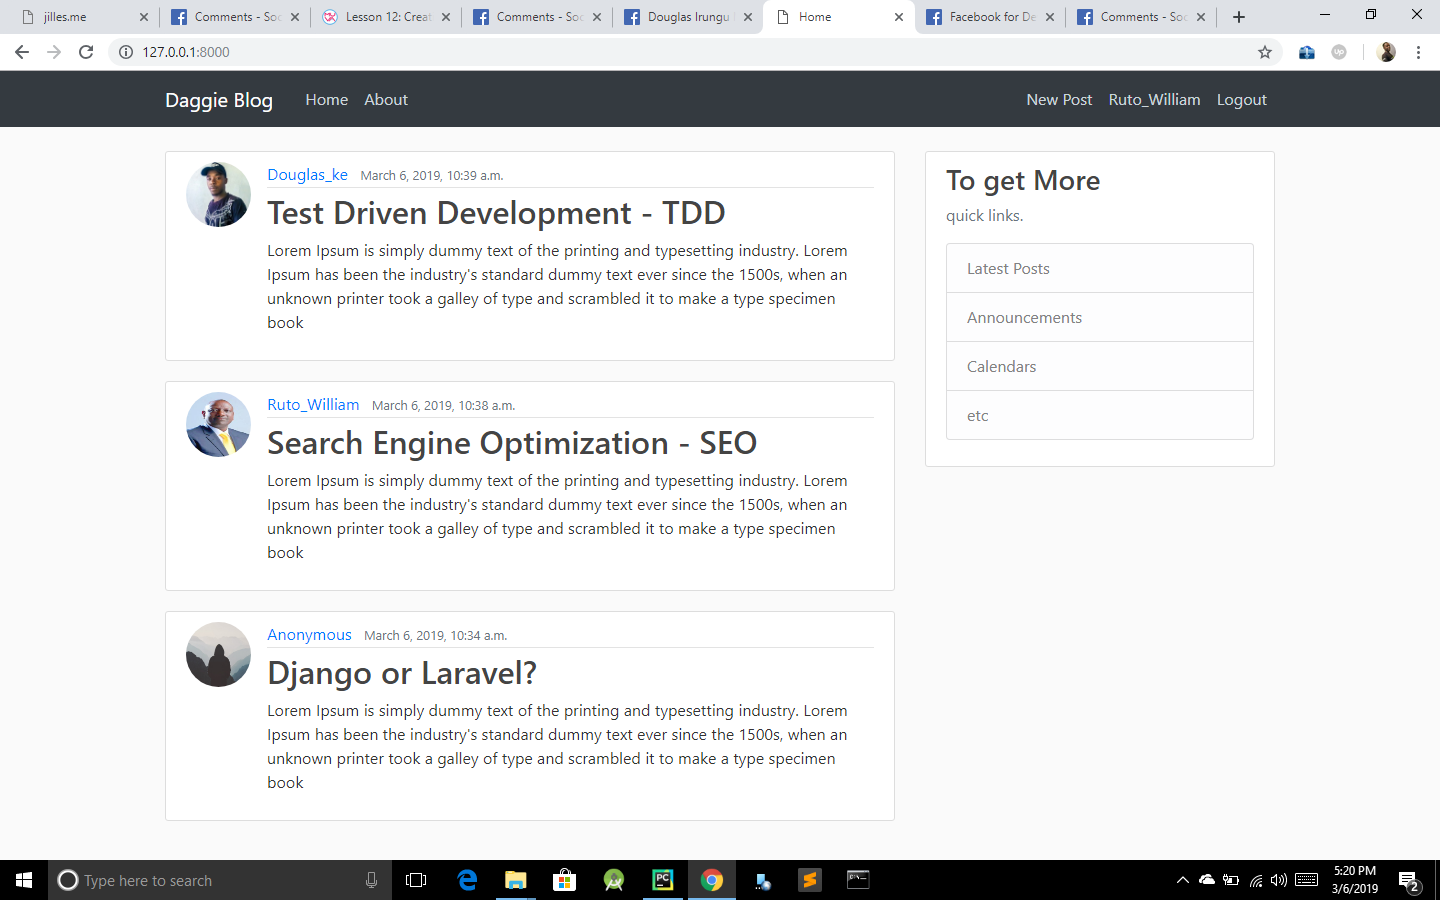 jilles.me
Comments - Soc
Lesson 12: Creat
Comments - Soc
Douglas Irungu
Home
Facebook for De
Comments - Soc
127.0.0.1:8000
Daggie Blog
Home
About
New Post
Ruto_William
Logout
Douglas_ke March 6, 2019, 10:39 a.m.
Test Driven Development - TDD
Lorem Ipsum is simply dummy text of the printing and typesetting industry. Lorem
Ipsum has been the industry's standard dummy text ever since the 1500s, when an
unknown printer took a galley of type and scrambled it to make a type specimen
book
Ruto_William March 6, 2019, 10:38 a.m.
Search Engine Optimization - SEO
Lorem Ipsum is simply dummy text of the printing and typesetting industry. Lorem
Ipsum has been the industry's standard dummy text ever since the 1500s, when an
unknown printer took a galley of type and scrambled it to make a type specimen
book
Anonymous March 6, 2019, 10:34 a.m.
Django or Laravel?
Lorem Ipsum is simply dummy text of the printing and typesetting industry. Lorem
Ipsum has been the industry's standard dummy text ever since the 1500s, when an
unknown printer took a galley of type and scrambled it to make a type specimen
book
To get More
quick links.
Latest Posts
Announcements
Calendars
etc
Type here to search
PC
5:20 PM
3/6/2019
2